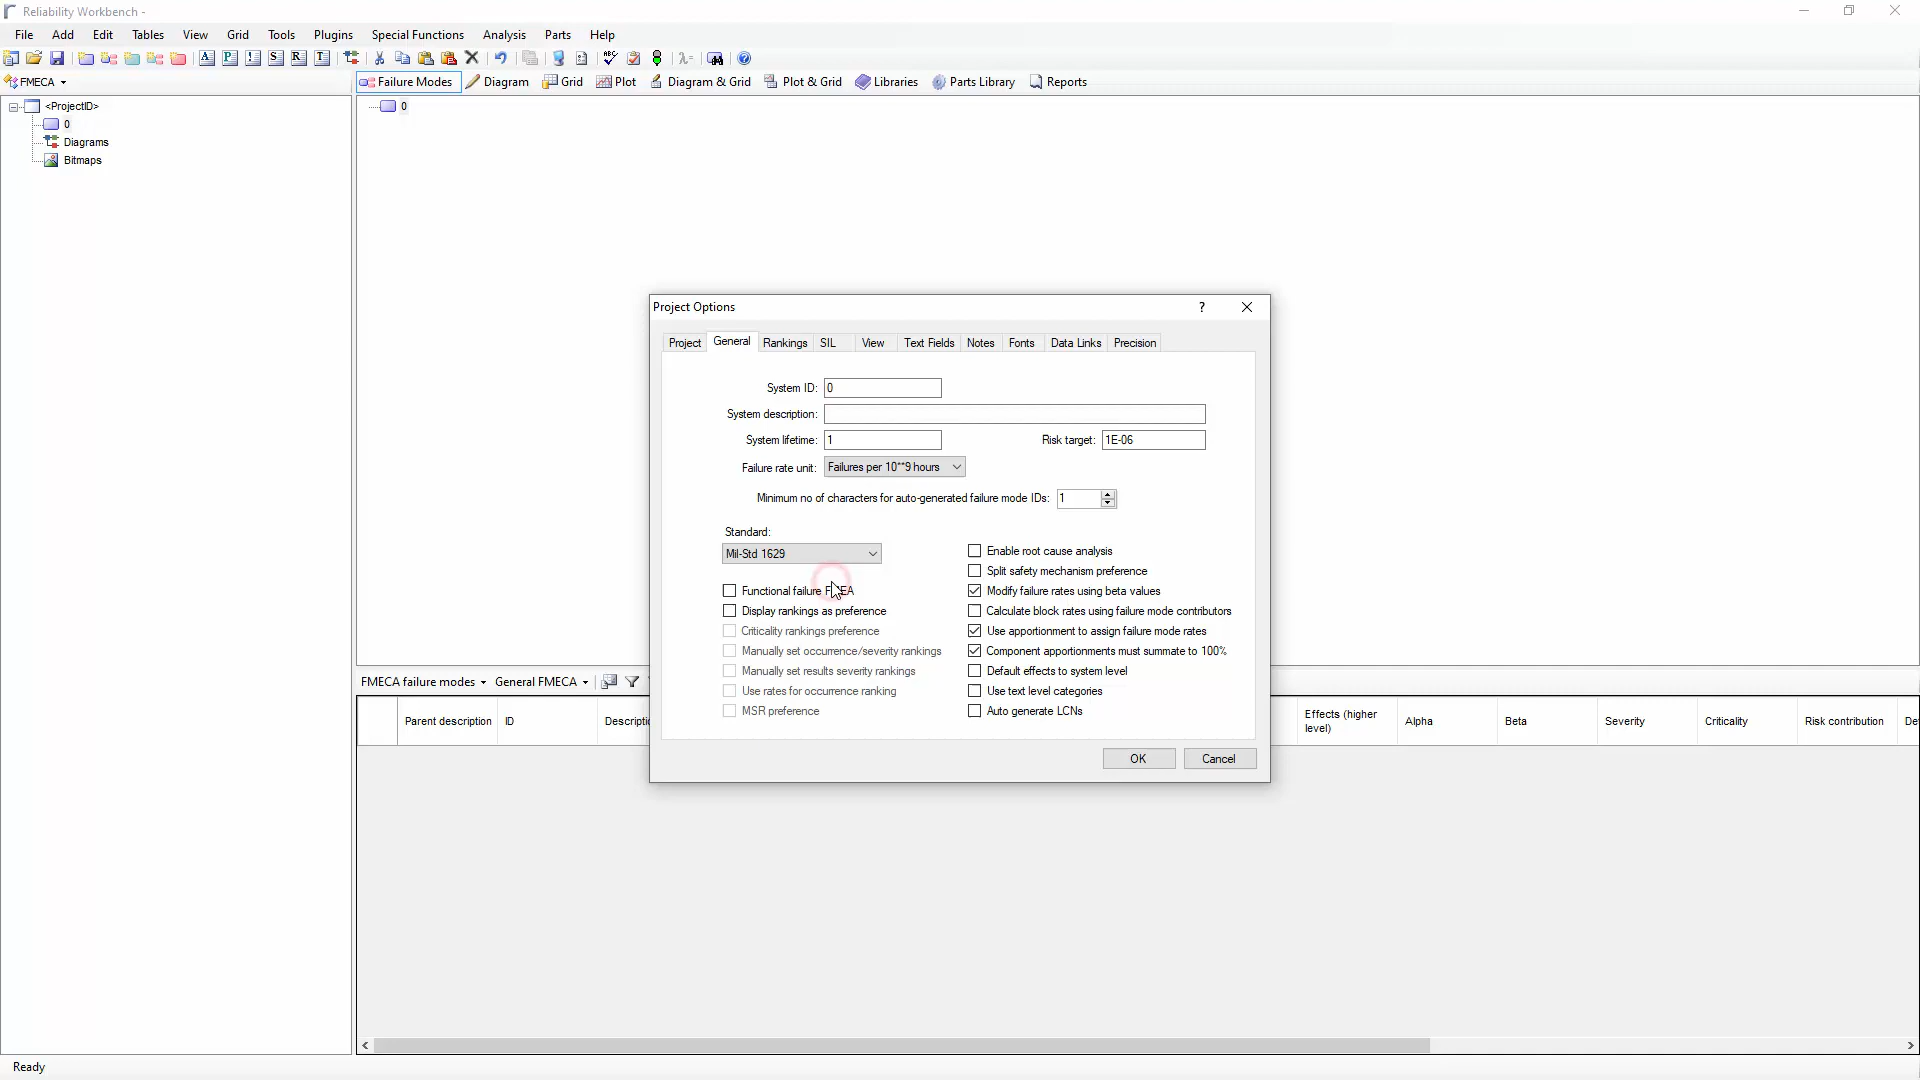 Reliability Workbench -
File Add Edit Tables View Grid Tools Plugins Special Functions Analysis Parts Help
FMECA
Failure Modes Diagram Grid Plot Diagram & Grid Plot & Grid Libraries Parts Library Reports
<ProjectID>
0
Diagrams
Bitmaps
0
Project Options
Project General Rankings SIL View Text Fields Notes Fonts Data Links Precision
System ID: 0
System description:
System lifetime: 1 Risk target: 1E-06
Failure rate unit: Failures per 10**9 hours
Minimum no of characters for auto-generated failure mode IDs: 1
Standard:
Mil-Std 1629
Functional failure
Display rankings as preference
Criticality rankings preference
Manually set occurrence/severity rankings
Manually set results severity rankings
Use rates for occurrence ranking
MSR preference
Enable root cause analysis
Split safety mechanism preference
Modify failure rates using beta values
Calculate block rates using failure mode contributors
Use apportionment to assign failure mode rates
Component apportionments must summate to 100%
Default effects to system level
Use text level categories
Auto generate LCNs
OK Cancel
FMECA failure modes General FMECA
Parent description ID Descripti Effects (higher
level) Alpha Beta Severity Criticality Risk contribution De
Ready